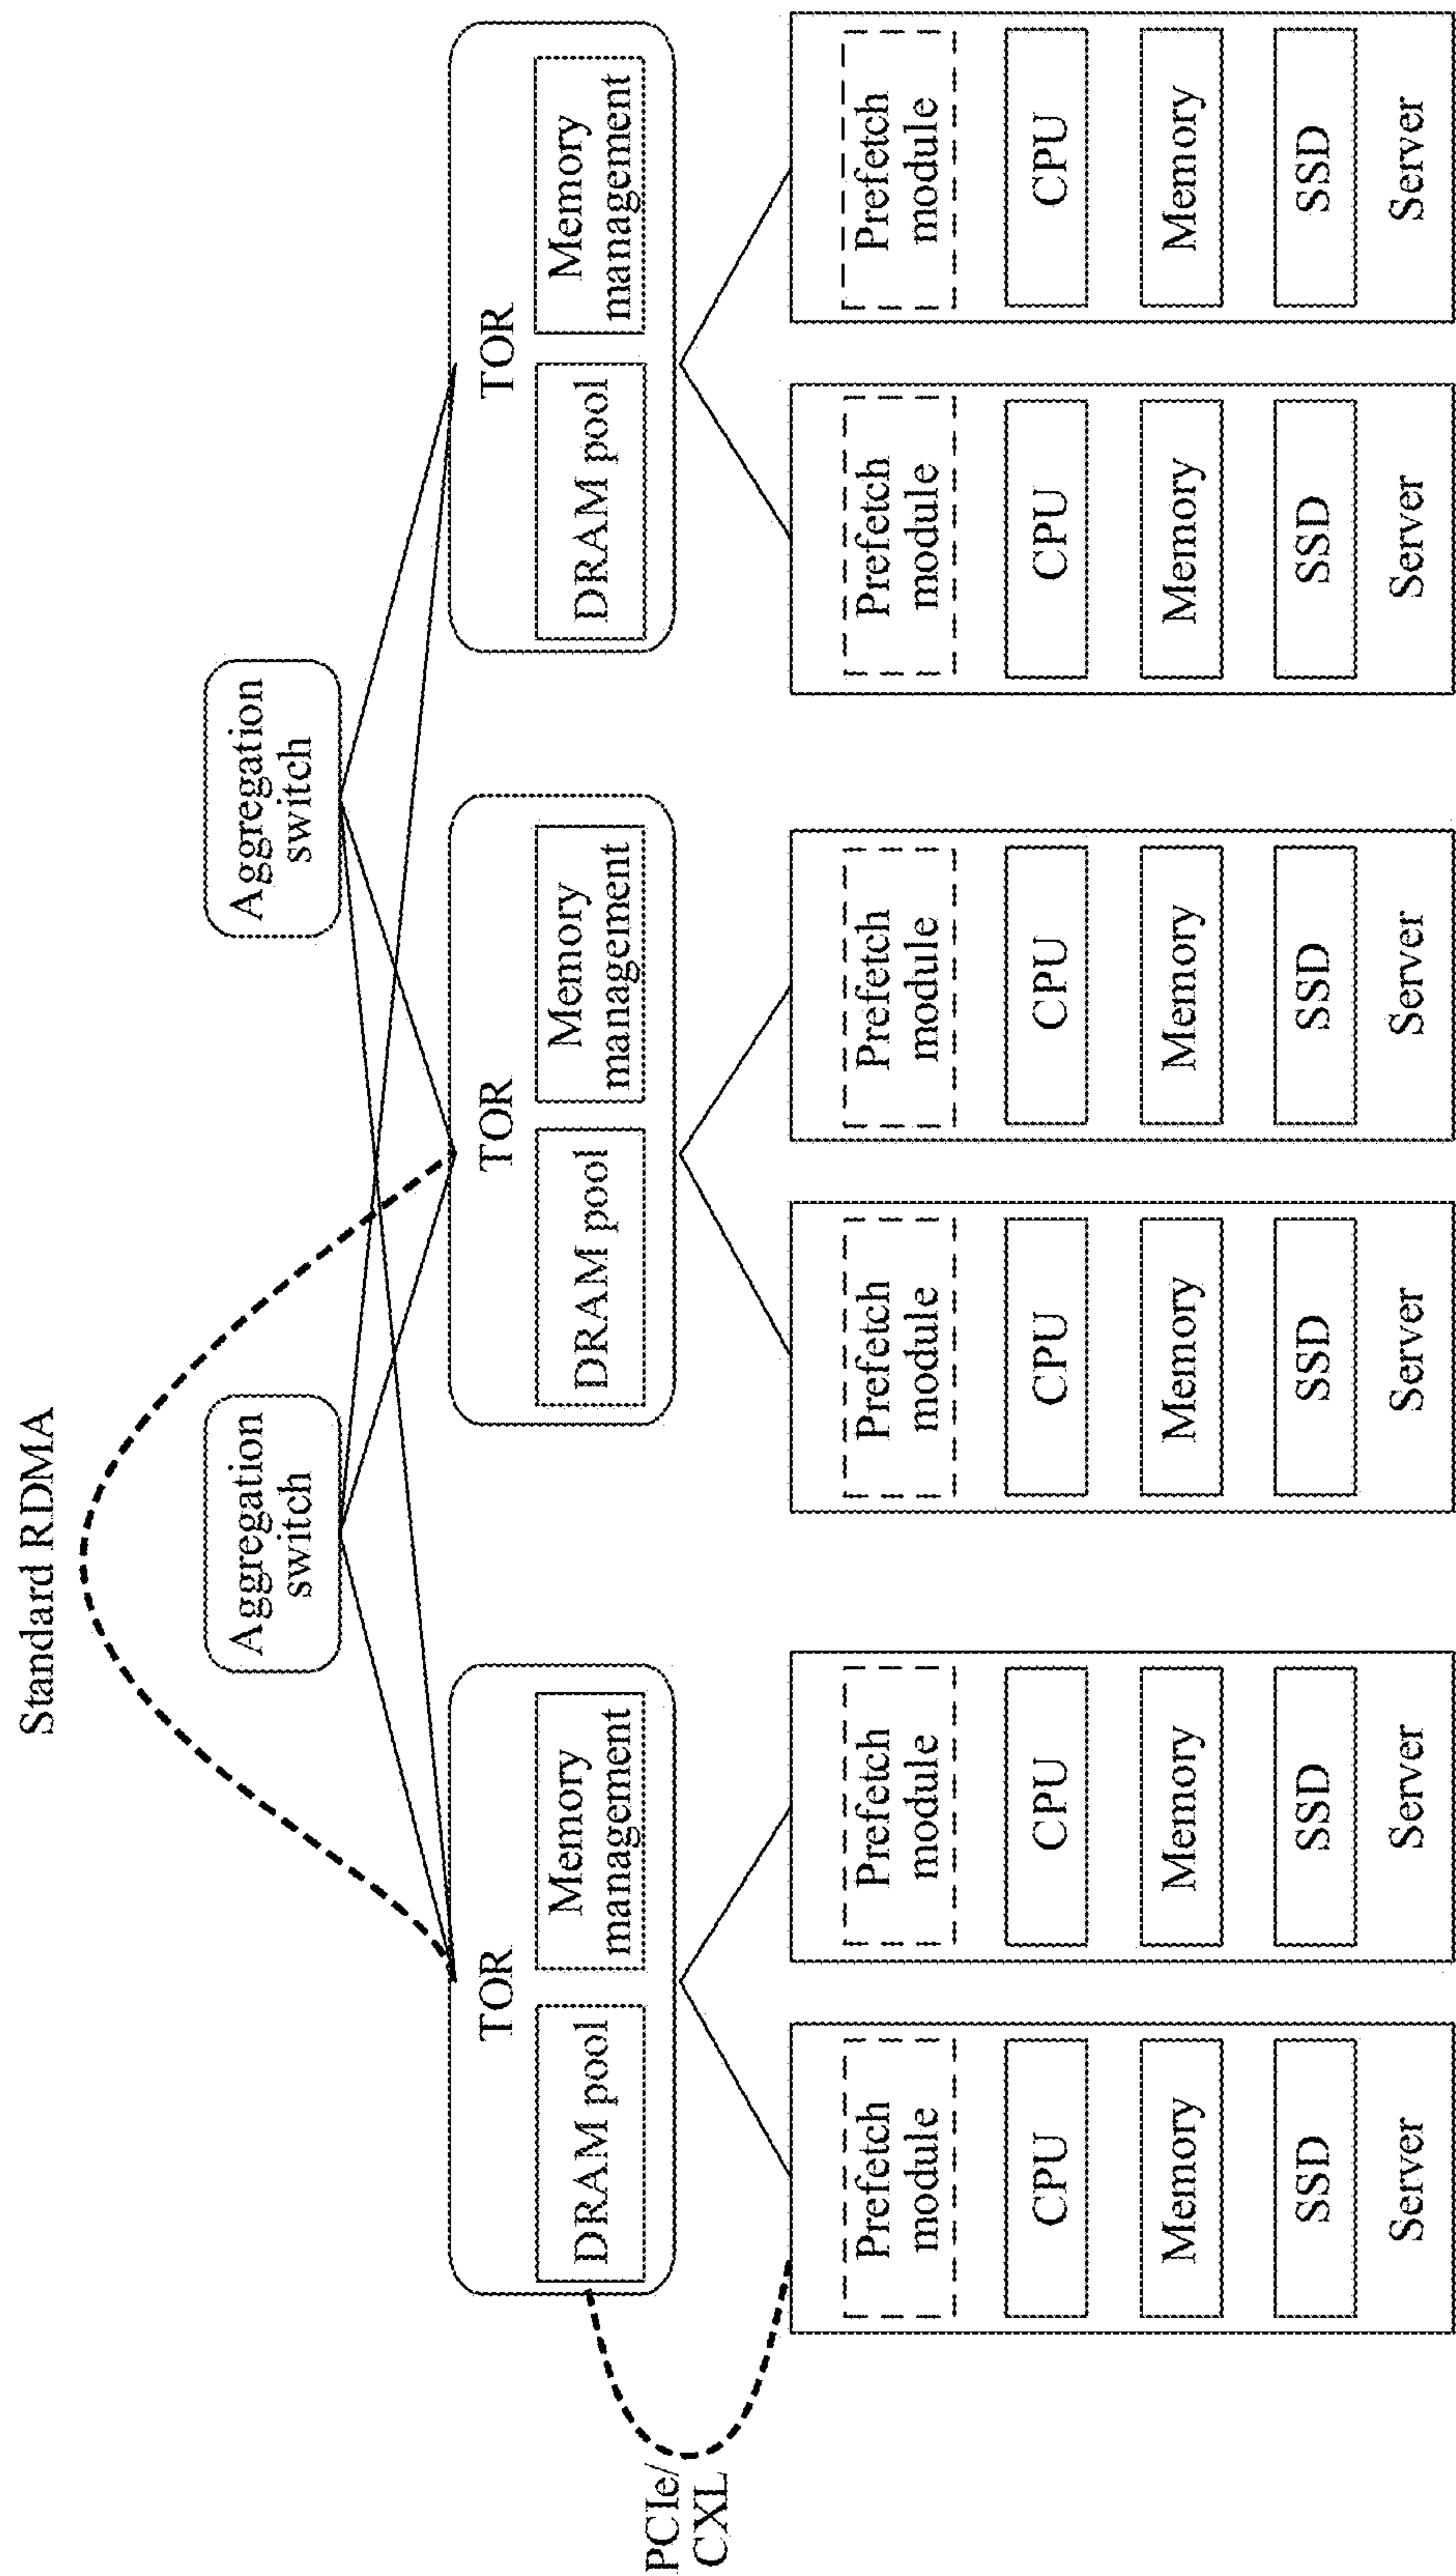 Standard RDMA
Aggregation
switch
Aggregation
switch
TOR
DRAM pool
Memory
management
TOR
DRAM pool
Memory
management
TOR
DRAM pool
Memory
management
PCIe/
CXL
Prefetch
module
CPU
Memory
SSD
Server
Prefetch
module
CPU
Memory
SSD
Server
Prefetch
module
CPU
Memory
SSD
Server
Prefetch
module
CPU
Memory
SSD
Server
Prefetch
module
CPU
Memory
SSD
Server
Prefetch
module
CPU
Memory
SSD
Server